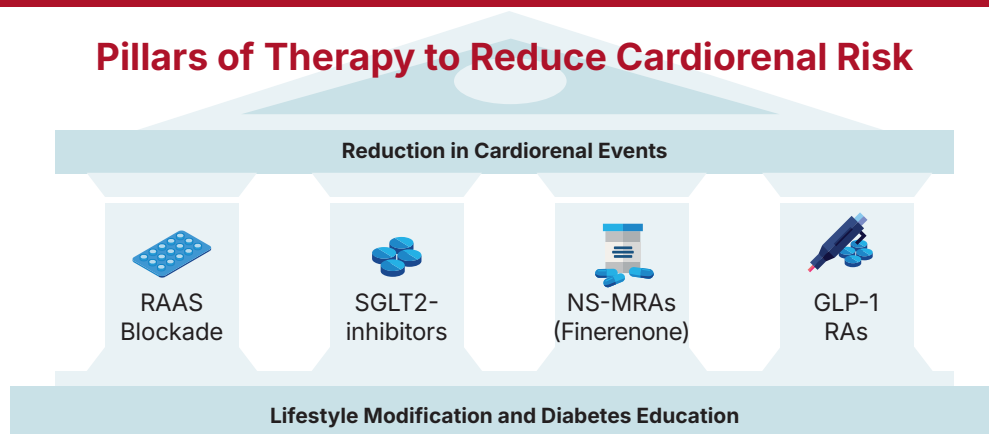 Pillars of Therapy to Reduce Cardiorenal Risk
Reduction in Cardiorenal Events
RAAS
Blockade
SGLT2-
inhibitors
NS-MRAs
(Finerenone)
GLP-1
RAs
Lifestyle Modification and Diabetes Education